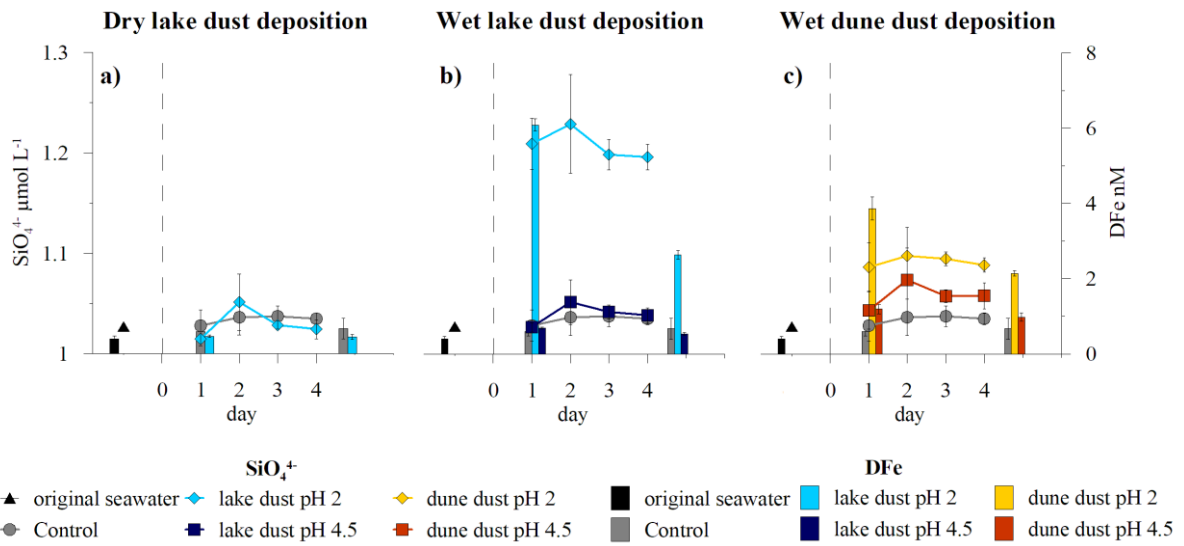 Dry lake dust deposition
Wet lake dust deposition
Wet dune dust deposition
a)
b)
c)
SiO₄⁴⁻ μmol L⁻¹
1.3
1.2
1.1
1
DFe nM
8
6
4
2
0
0 1 2 3 4
day
0 1 2 3 4
day
0 1 2 3 4
day
SiO₄⁴⁻
original seawater
lake dust pH 2
dune dust pH 2
Control
lake dust pH 4.5
dune dust pH 4.5
DFe
original seawater
lake dust pH 2
dune dust pH 2
Control
lake dust pH 4.5
dune dust pH 4.5